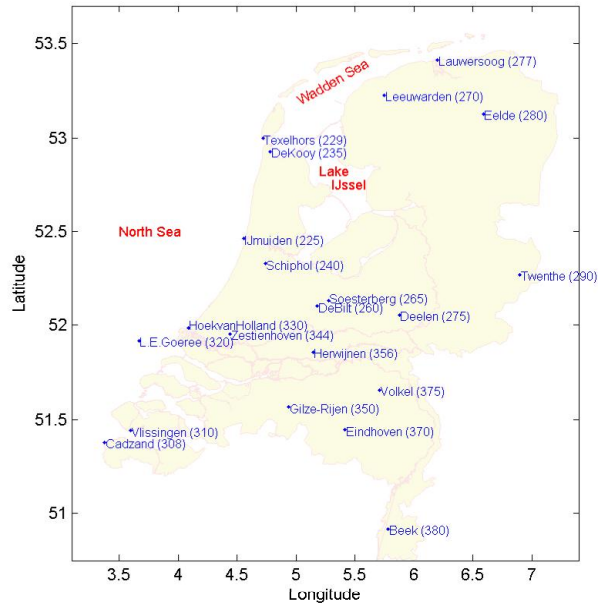 53.5
53
52.5
52
51.5
51
Latitude
Lauwersoog (277)
Wadden Sea
Leeuwarden (270)
Eelde (280)
Texelhors (229)
DeKooy (235)
Lake
IJssel
North Sea
IJmuiden (225)
Schiphol (240)
Twenthe (290)
Soesterberg (265)
DeBilt (260)
Deelen (275)
HoekvanHolland (330)
Zestienhoven (344)
L.E.Goeree (320)
Herwijnen (356)
Volkel (375)
Gilze-Rijen (350)
Vlissingen (310)
Eindhoven (370)
Cadzand (308)
Beek (380)
3.5 4 4.5 5 5.5 6 6.5 7
Longitude